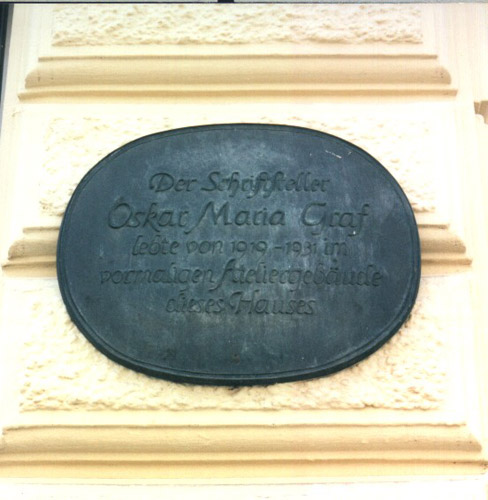 Der Schriftsteller
Oskar Maria Graf
lebte von 1919-1931 im
vormaligen Ateliergebäude
dieses Hauses